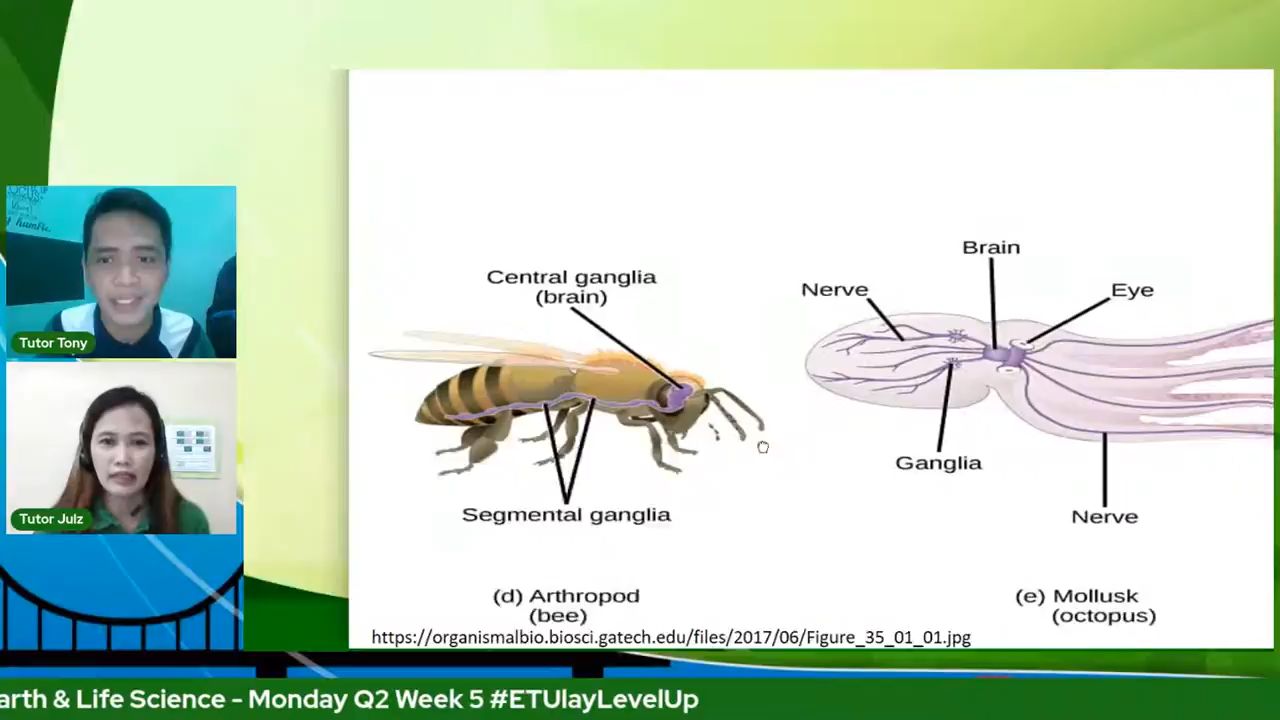 Central ganglia
(brain)
Segmental ganglia
(d) Arthropod
(bee)
Brain
Nerve
Eye
Ganglia
Nerve
(e) Mollusk
(octopus)
https://organismalbio.biosci.gatech.edu/files/2017/06/Figure_35_01_01.jpg
humble
Tutor Tony
Tutor Julz
arth & Life Science - Monday Q2 Week 5 #ETUlayLevelUp